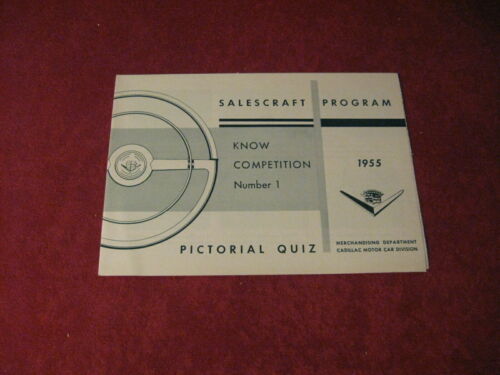 SALESCRAFT PROGRAM
KNOW
COMPETITION
Number 1
1955
PICTORIAL QUIZ
MERCHANDISING DEPARTMENT
CADILLAC MOTOR CAR DIVISION